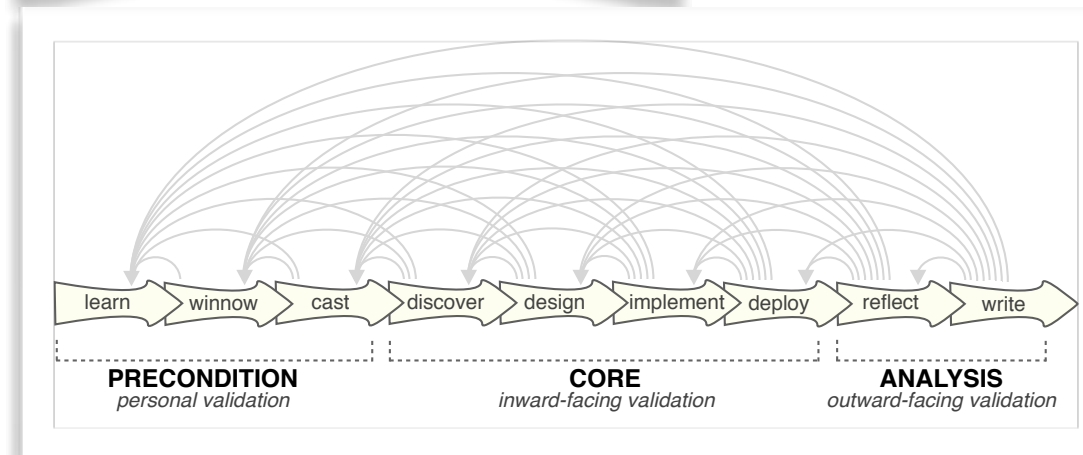 learn winnow cast discover design implement deploy reflect write
PRECONDITION CORE ANALYSIS
personal validation inward-facing validation outward-facing validation